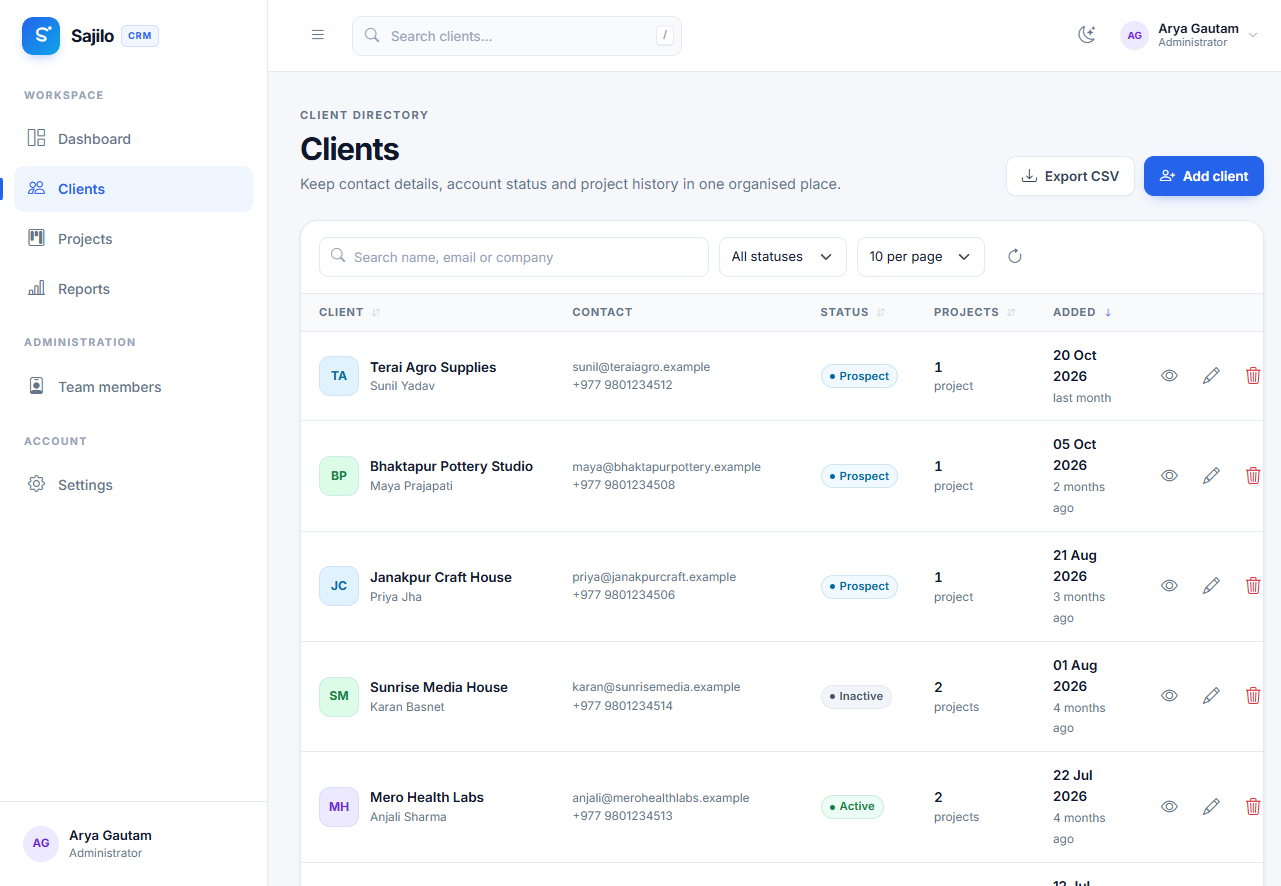 S
Sajilo CRM
Search clients... /
AG
Arya Gautam
Administrator
WORKSPACE
Dashboard
Clients
Projects
Reports
ADMINISTRATION
Team members
ACCOUNT
Settings
AG
Arya Gautam
Administrator
CLIENT DIRECTORY
Clients
Keep contact details, account status and project history in one organised place.
Export CSV
Add client
Search name, email or company
All statuses
10 per page
CLIENT CONTACT STATUS PROJECTS ADDED
TA
Terai Agro Supplies
Sunil Yadav
sunil@teraiagro.example
+977 9801234512
Prospect
1
project
20 Oct
2026
last month
BP
Bhaktapur Pottery Studio
Maya Prajapati
maya@bhaktapurpottery.example
+977 9801234508
Prospect
1
project
05 Oct
2026
2 months
ago
JC
Janakpur Craft House
Priya Jha
priya@janakpurcraft.example
+977 9801234506
Prospect
1
project
21 Aug
2026
3 months
ago
SM
Sunrise Media House
Karan Basnet
karan@sunrisemedia.example
+977 9801234514
Inactive
2
projects
01 Aug
2026
4 months
ago
MH
Mero Health Labs
Anjali Sharma
anjali@merohealthlabs.example
+977 9801234513
Active
2
projects
22 Jul
2026
4 months
ago
12 Jul